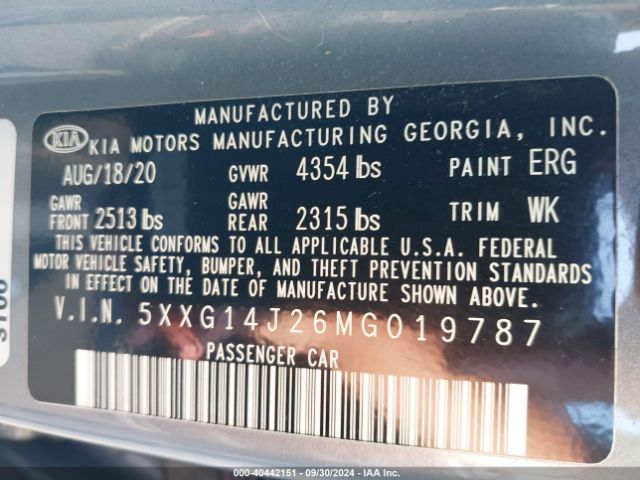 MANUFACTURED BY
KIA KIA MOTORS MANUFACTURING GEORGIA, INC.
AUG/18/20 GVWR 4354 lbs PAINT ERG
GAWR FRONT 2513 lbs GAWR REAR 2315 lbs TRIM WK
THIS VEHICLE CONFORMS TO ALL APPLICABLE U.S.A. FEDERAL
MOTOR VEHICLE SAFETY, BUMPER, AND THEFT PREVENTION STANDARDS
IN EFFECT ON THE DATE OF MANUFACTURE SHOWN ABOVE.
V.I.N. 5XXG14J26MG019787
PASSENGER CAR
000-40442151 - 09/30/2024 - IAA Inc.